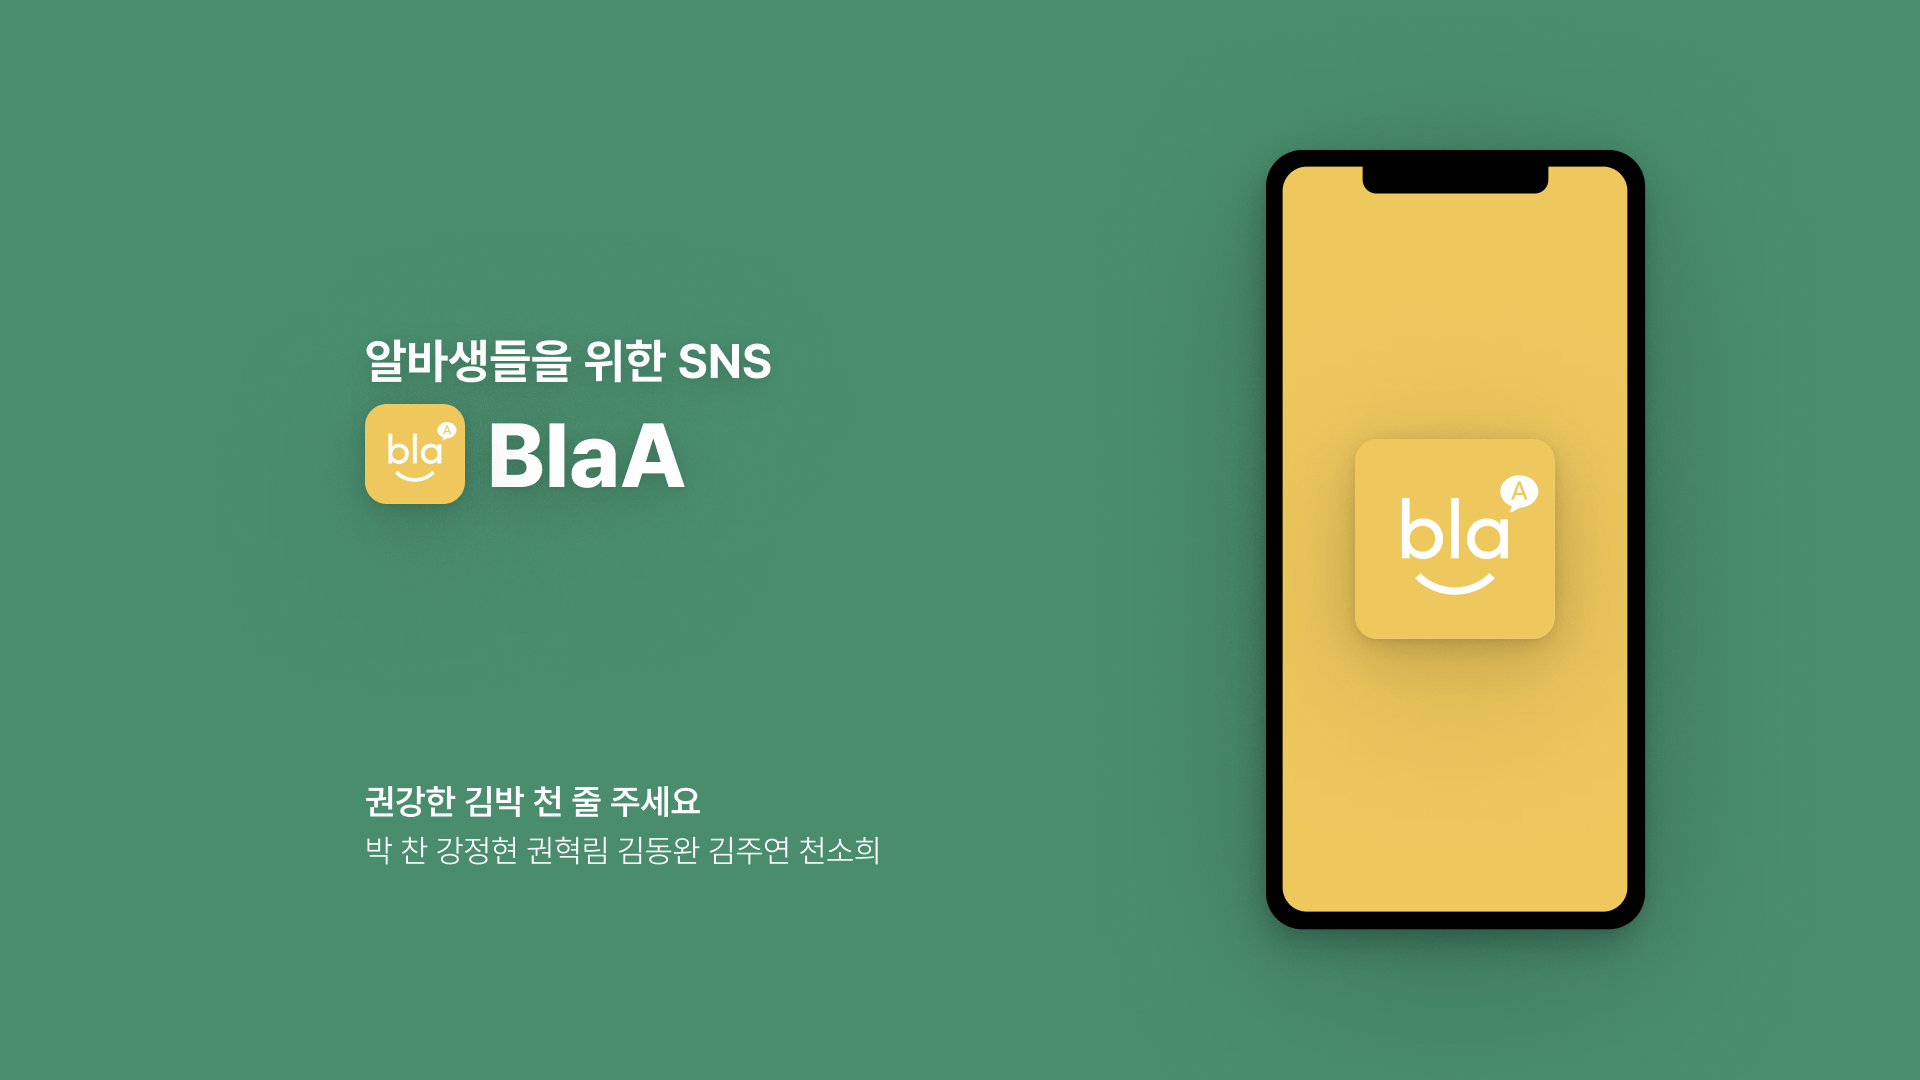 알바생들을 위한 SNS
bla
A
BlaA
권강한 김박 천 줄 주세요
박 찬 강정현 권혁림 김동완 김주연 천소희
bla
A